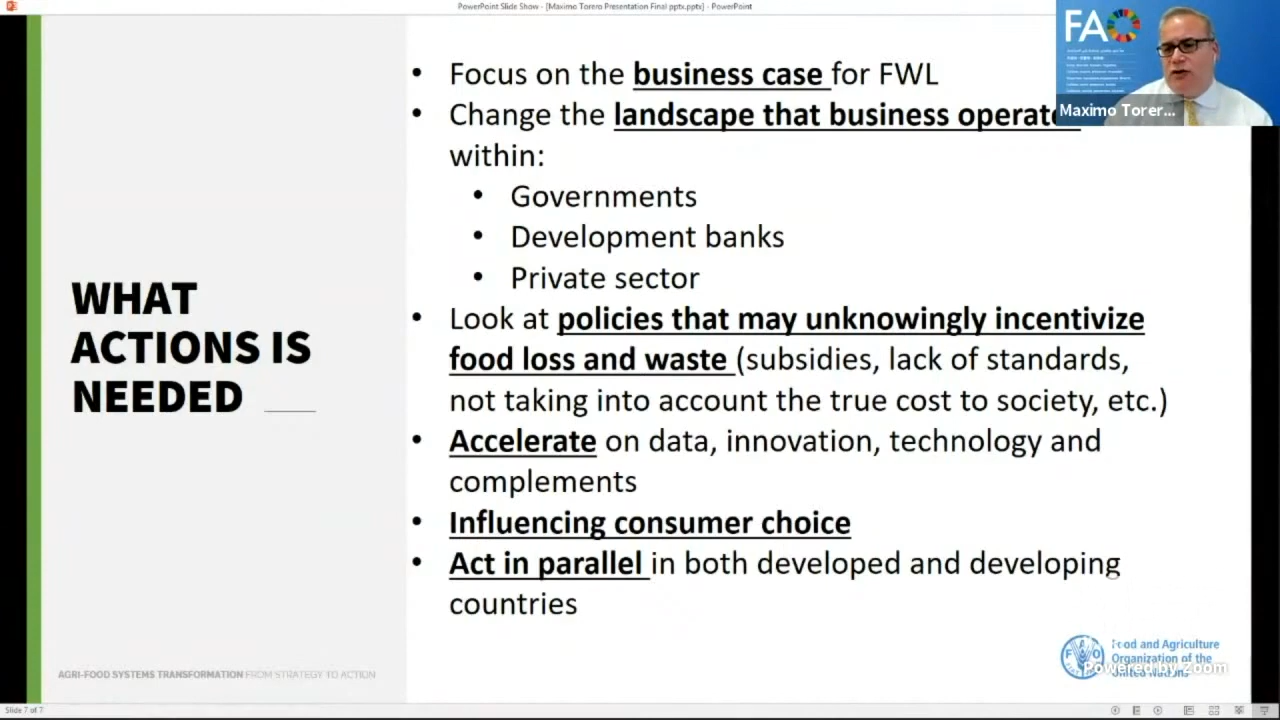 PowerPoint Slide Show - [Maximo Torero Presentation Final pptx.pptx] - PowerPoint
FAO
Maximo Torer...
• Focus on the business case for FWL
• Change the landscape that business operate
within:
• Governments
• Development banks
• Private sector
• Look at policies that may unknowingly incentivize
food loss and waste (subsidies, lack of standards,
not taking into account the true cost to society, etc.)
• Accelerate on data, innovation, technology and
complements
• Influencing consumer choice
• Act in parallel in both developed and developing
countries
WHAT
ACTIONS IS
NEEDED
AGRI-FOOD SYSTEMS TRANSFORMATION FROM STRATEGY TO ACTION
Food and Agriculture
Organization of the
United Nations
Powered by Zoom
Slide 7 of 7